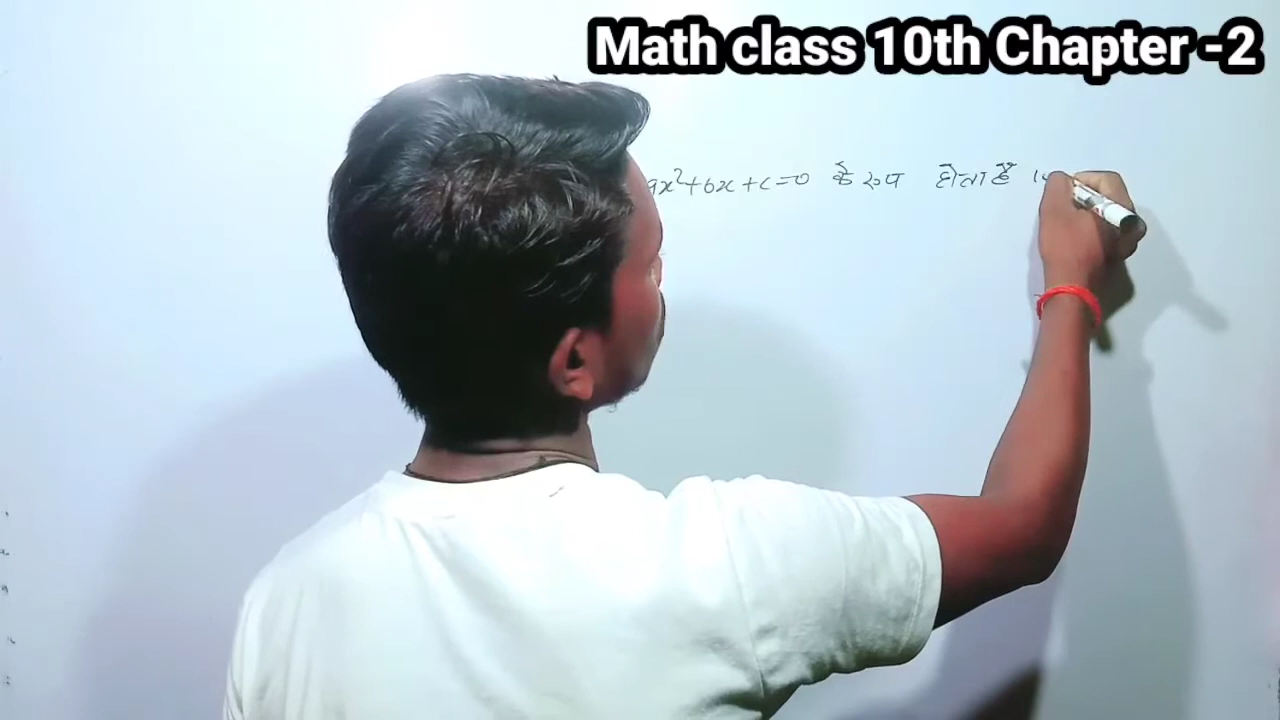 Math class 10th Chapter -2
ax²+bx+c=0 के रूप होता है